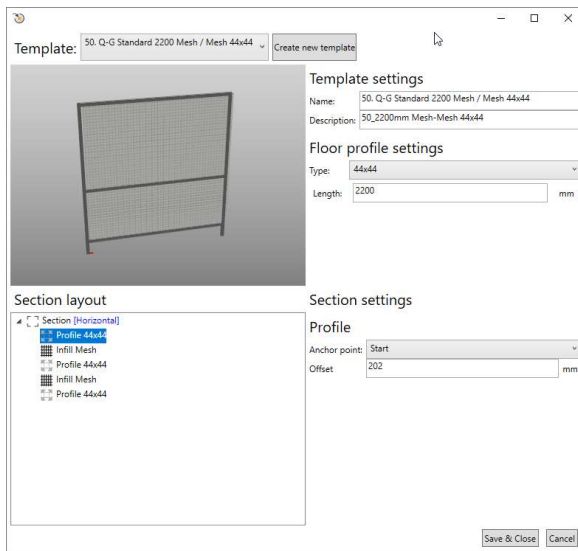 Template: 50. Q-G Standard 2200 Mesh / Mesh 44x44 Create new template
Template settings
Name: 50. Q-G Standard 2200 Mesh / Mesh 44x44
Description: 50_2200mm Mesh-Mesh 44x44
Floor profile settings
Type: 44x44
Length: 2200 mm
Section layout
Section [Horizontal]
Profile 44x44
Infill Mesh
Profile 44x44
Infill Mesh
Profile 44x44
Section settings
Profile
Anchor point: Start
Offset 202 mm
Save & Close Cancel